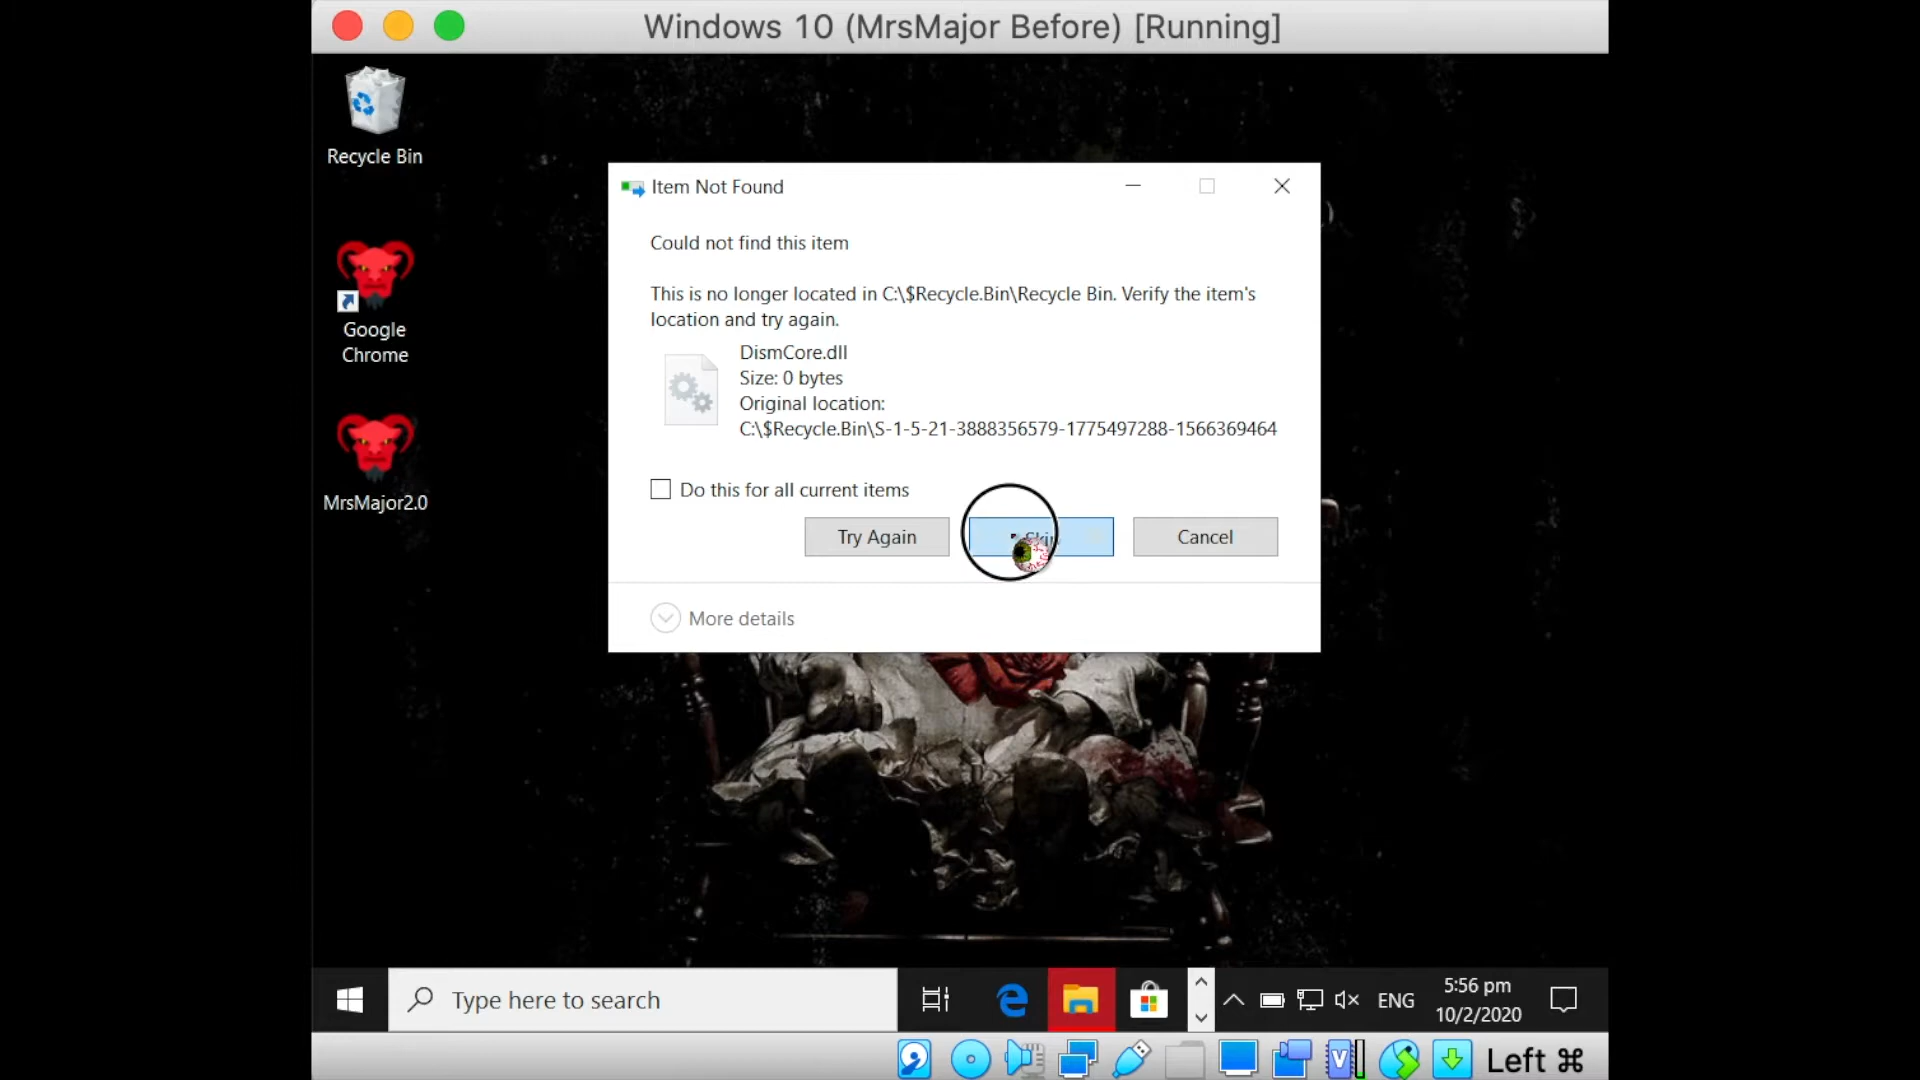 Windows 10 (MrsMajor Before) [Running]
Recycle Bin
Google
Chrome
MrsMajor2.0
Item Not Found
Could not find this item
This is no longer located in C:\$Recycle.Bin\Recycle Bin. Verify the item's
location and try again.
DismCore.dll
Size: 0 bytes
Original location:
C:\$Recycle.Bin\S-1-5-21-3888356579-1775497288-1566369464
Do this for all current items
Try Again
Skip
Cancel
More details
Type here to search
ENG
5:56 pm
10/2/2020
Left ⌘